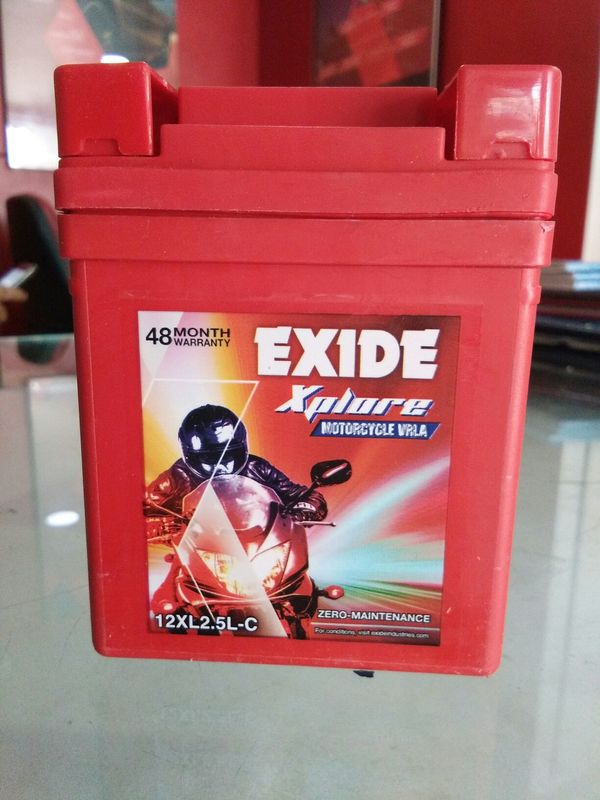 48 MONTH
WARRANTY
EXIDE
Xplore
MOTORCYCLE VRLA
12XL2.5L-C
ZERO-MAINTENANCE
For conditions, visit exideindustries.com